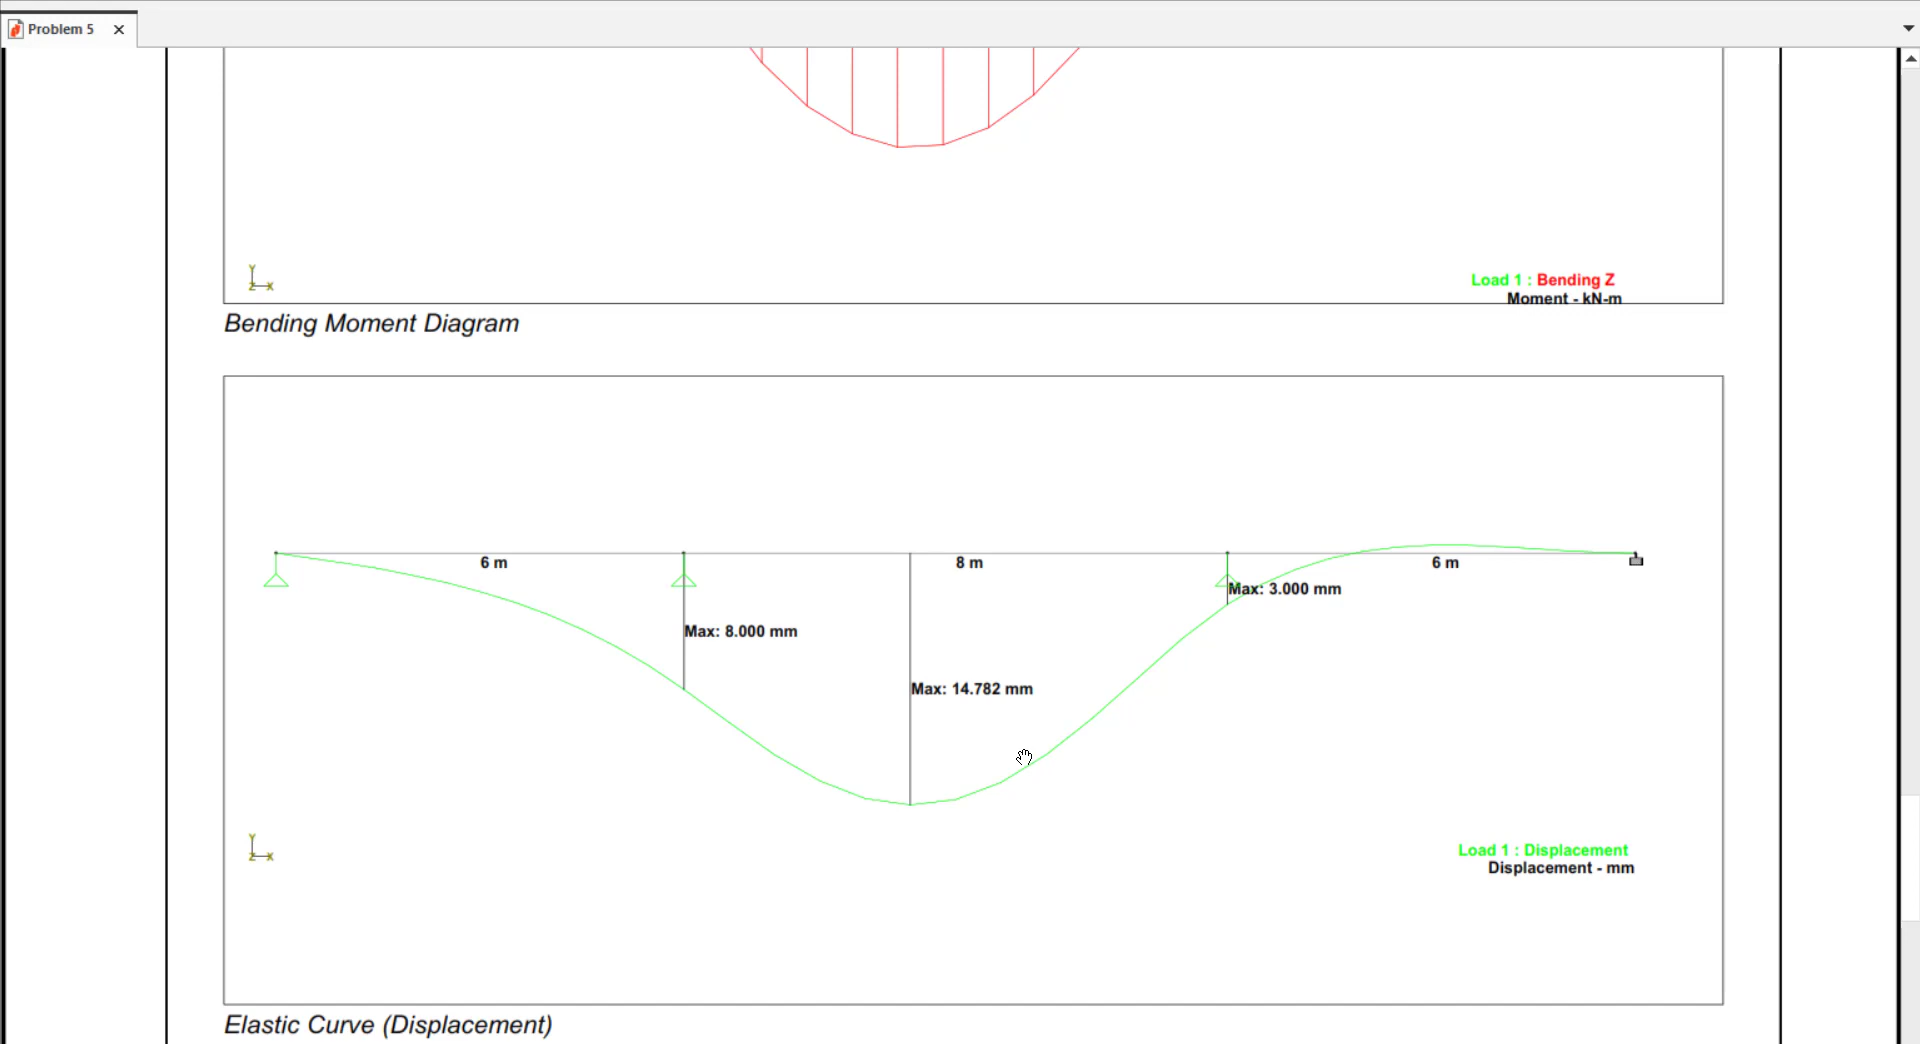 Problem 5
Y
Z X
Load 1 : Bending Z
Moment - kN-m
Bending Moment Diagram
6 m
8 m
6 m
Max: 3.000 mm
Max: 8.000 mm
Max: 14.782 mm
Y
Z X
Load 1 : Displacement
Displacement - mm
Elastic Curve (Displacement)